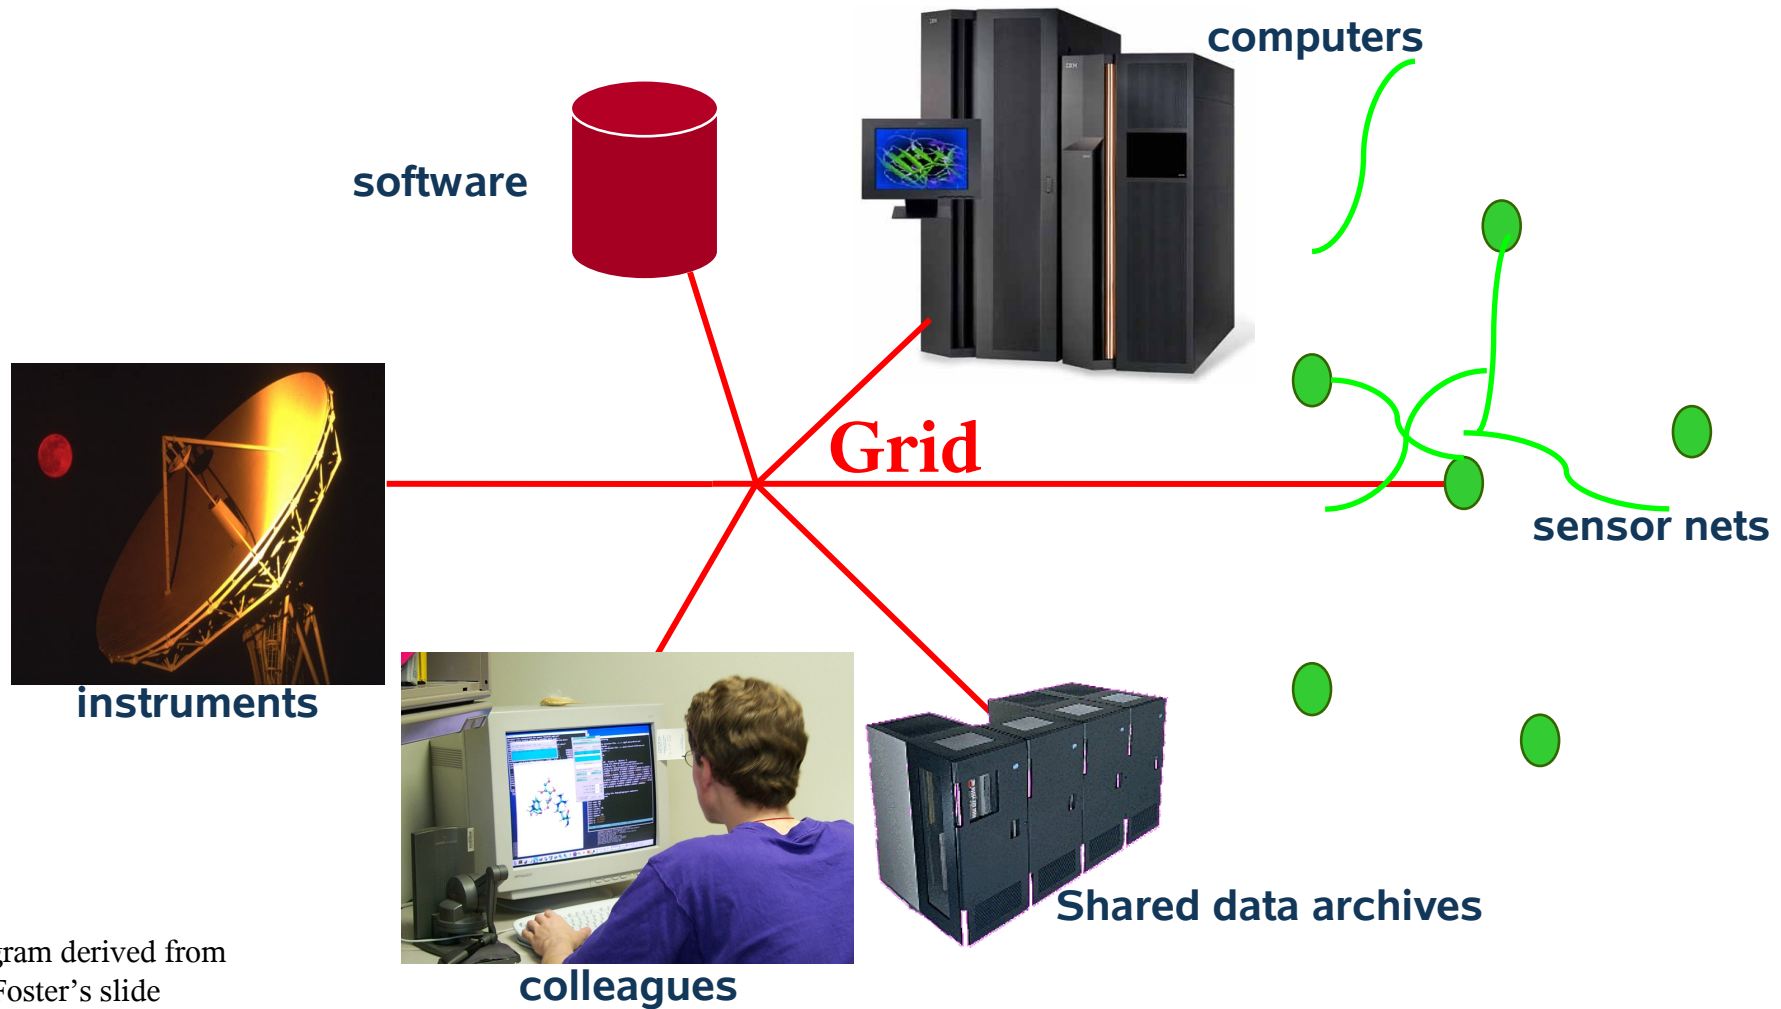 computers
software
Grid
sensor nets
instruments
Shared data archives
gram derived from
Foster’s slide
colleagues